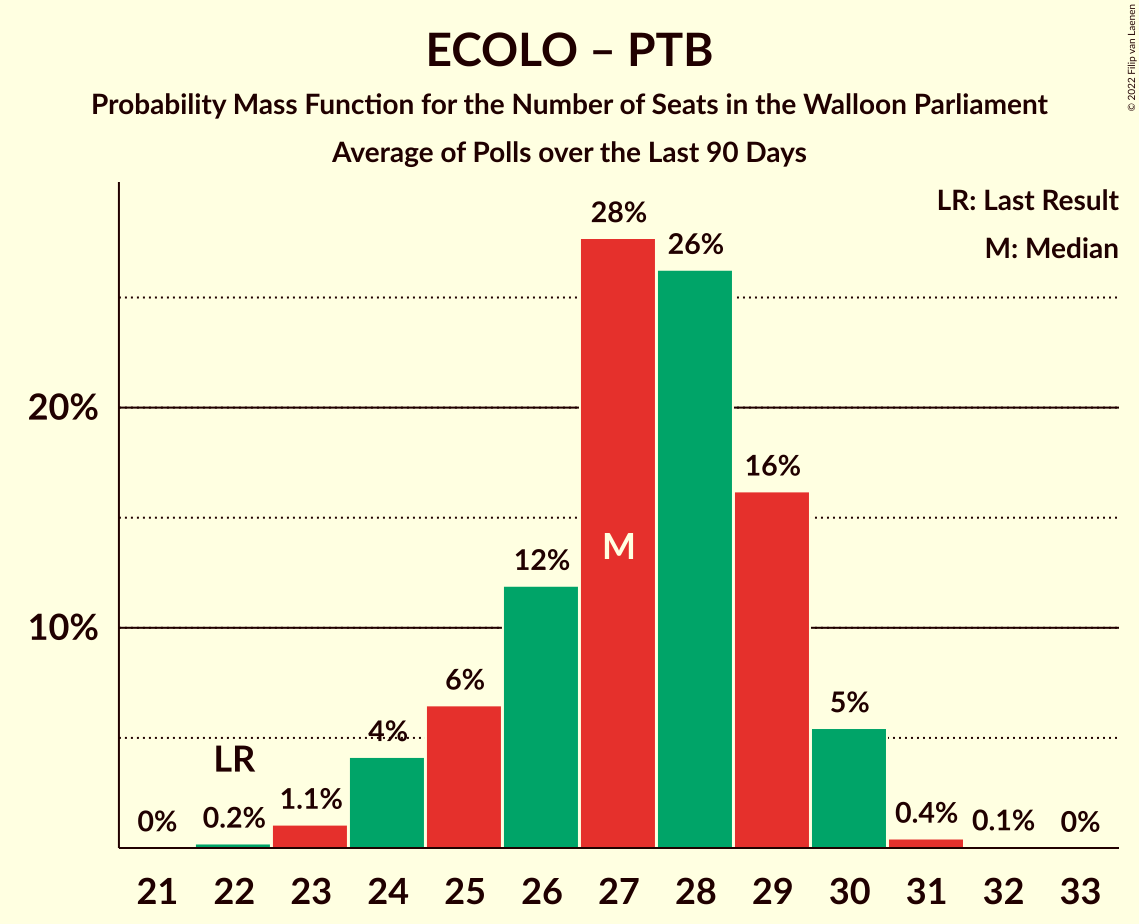 ECOLO – PTB
Probability Mass Function for the Number of Seats in the Walloon Parliament
Average of Polls over the Last 90 Days
© 2022 Filip van Laenen
LR: Last Result
M: Median
20%
10%
0%
0.2%
LR
1.1%
4%
6%
12%
28%
M
26%
16%
5%
0.4%
0.1%
0%
21 22 23 24 25 26 27 28 29 30 31 32 33